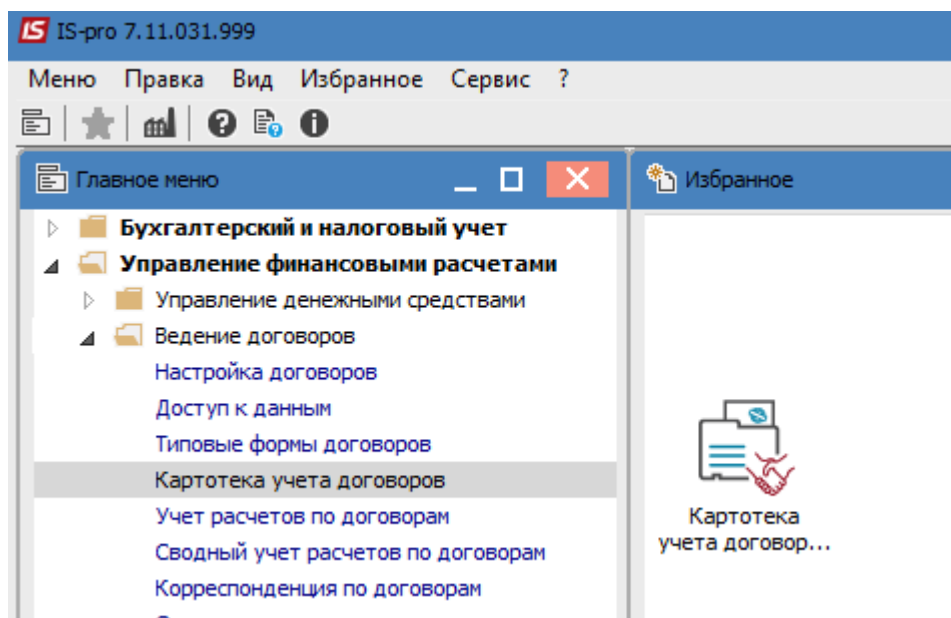 IS IS-pro 7.11.031.999
Меню Правка Вид Избранное Сервис ?
Главное меню
Бухгалтерский и налоговый учет
Управление финансовыми расчетами
Управление денежными средствами
Ведение договоров
Настройка договоров
Доступ к данным
Типовые формы договоров
Картотека учета договоров
Учет расчетов по договорам
Сводный учет расчетов по договорам
Корреспонденция по договорам
Избранное
Картотека
учета договор...